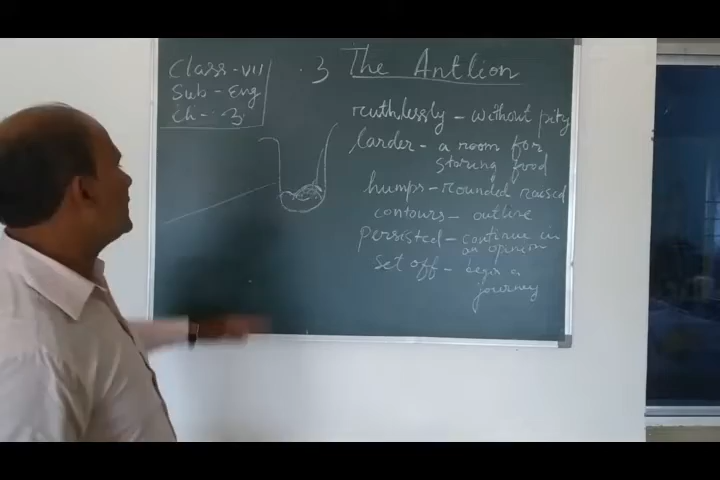 Class-VII
Sub - Eng
Ch - 3.
3 The Antlion
ruthlessly - without pity
larder - a room for
storing food
humps - rounded raised
contours - outline
persisted - continue in
an opinion
set off - begin a
journey